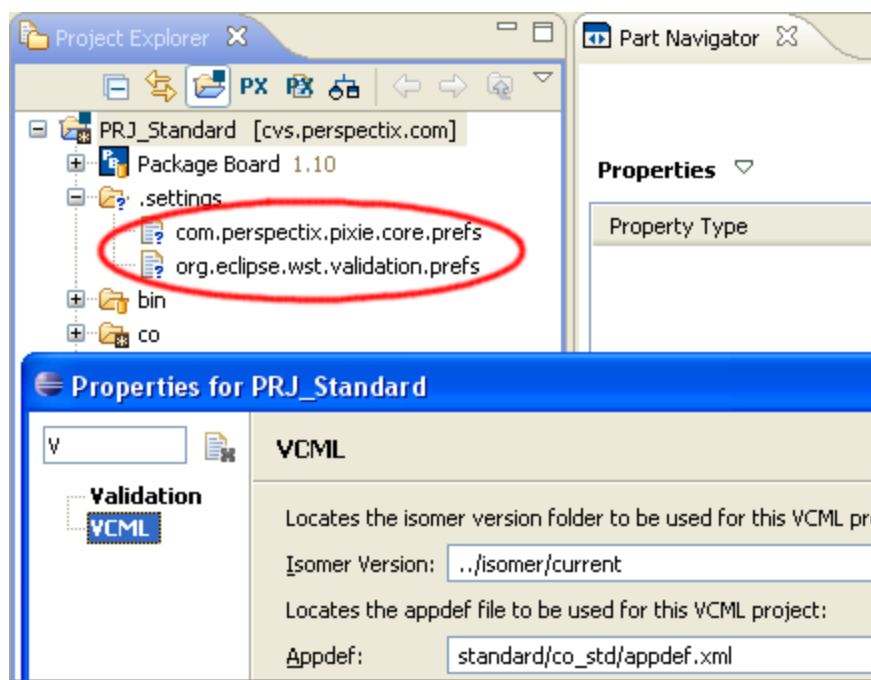 Project Explorer
Part Navigator
PX PX
PRJ_Standard [cvs.perspectix.com]
Package Board 1.10
Properties
.settings
Property Type
com.perspectix.pixie.core.prefs
org.eclipse.wst.validation.prefs
bin
co
Properties for PRJ_Standard
V
VCML
Validation
VCML
Locates the isomer version folder to be used for this VCML pr
Isomer Version: ../isomer/current
Locates the appdef file to be used for this VCML project:
Appdef: standard/co_std/appdef.xml